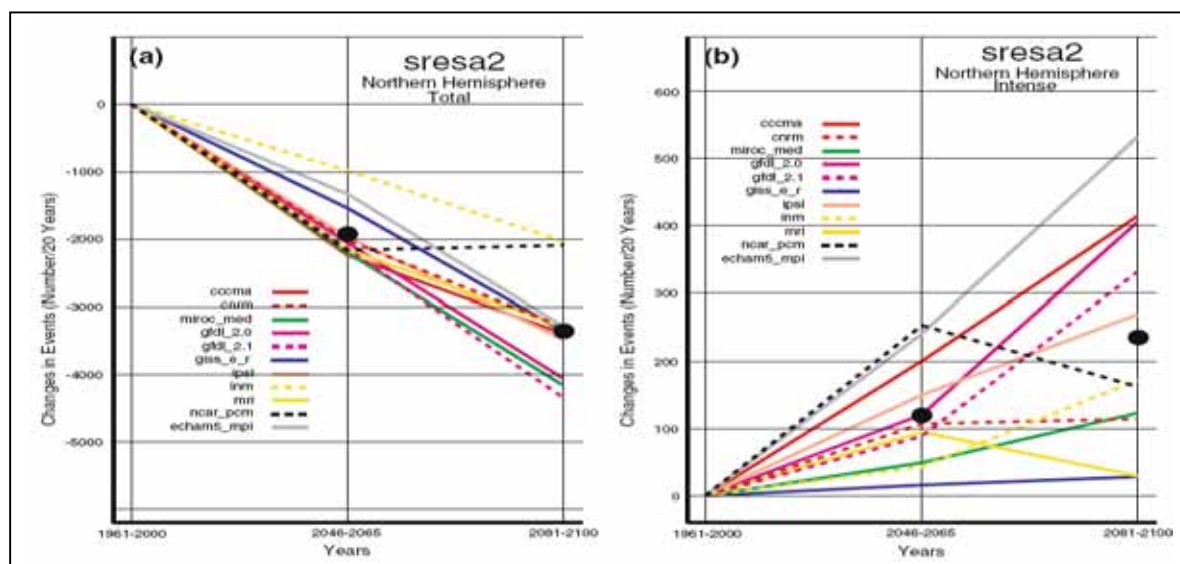 (a)
sresa2
Northern Hemisphere
Total
0
-1000
-2000
-3000
-4000
-5000
Changes in Events (Number/20 Years)
cccma
cnrm
miroc_med
gfdl_2.0
gfdl_2.1
giss_e_r
ipsl
inm
mri
ncar_pcm
echam5_mpi
1961-2000
2046-2065
2081-2100
Years
(b)
sresa2
Northern Hemisphere
Intense
600
500
400
300
200
100
0
Changes in Events (Number/20 Years)
cccma
cnrm
miroc_med
gfdl_2.0
gfdl_2.1
giss_e_r
ipsl
inm
mri
ncar_pcm
echam5_mpi
1961-2000
2046-2065
2081-2100
Years